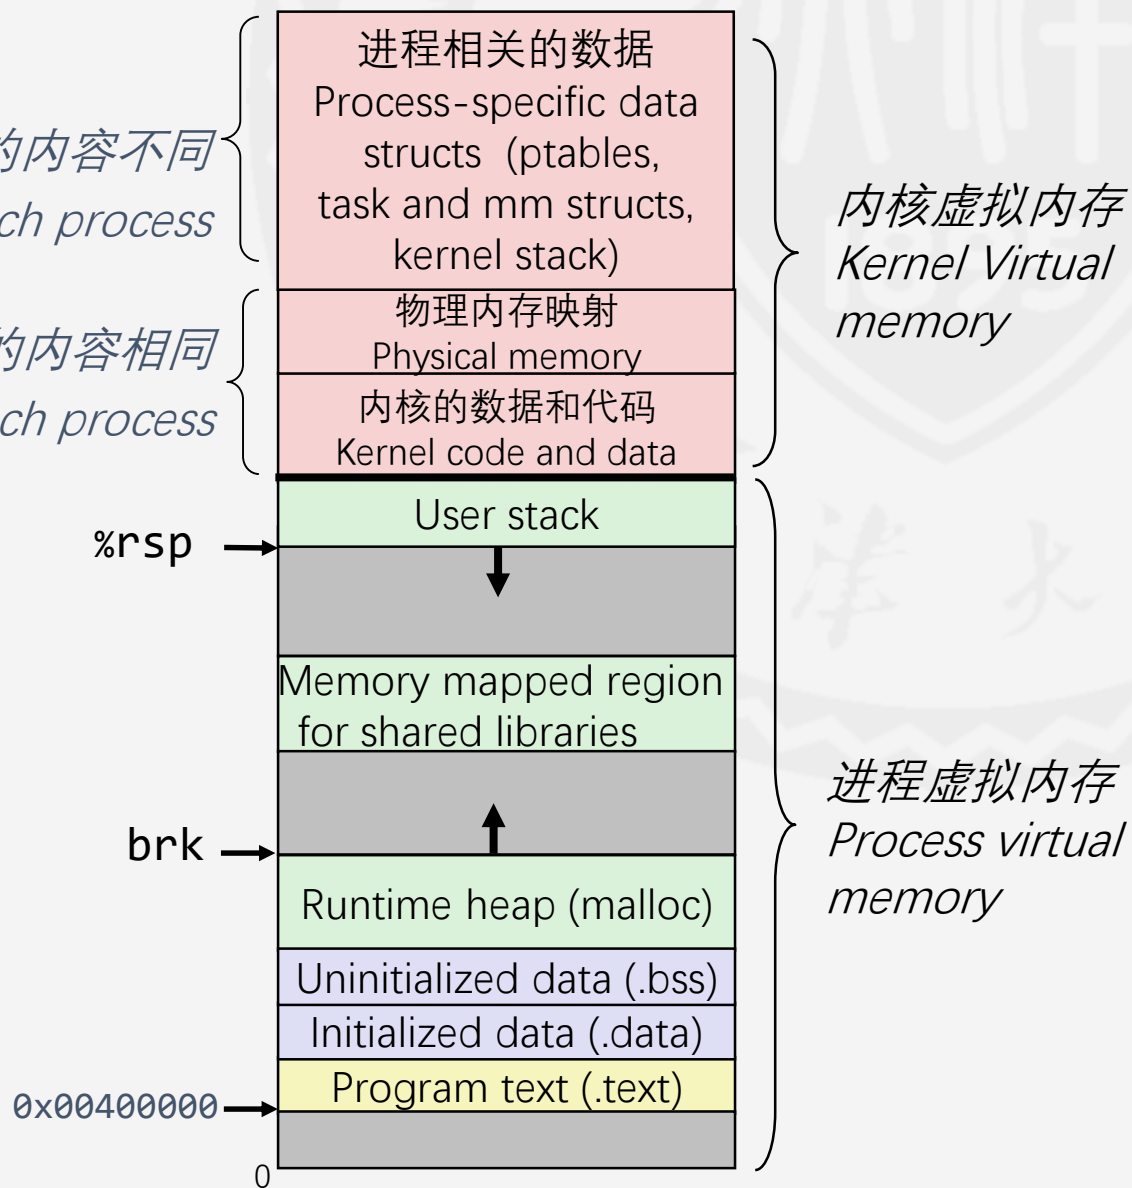 进程相关的数据
Process-specific data
structs (ptables,
task and mm structs,
kernel stack)
的内容不同
ch process
物理内存映射
Physical memory
内核的数据和代码
Kernel code and data
的内容相同
ch process
内核虚拟内存
Kernel Virtual
memory
User stack
%rsp
Memory mapped region
for shared libraries
brk
Runtime heap (malloc)
Uninitialized data (.bss)
Initialized data (.data)
Program text (.text)
0x00400000
0
进程虚拟内存
Process virtual
memory
1895